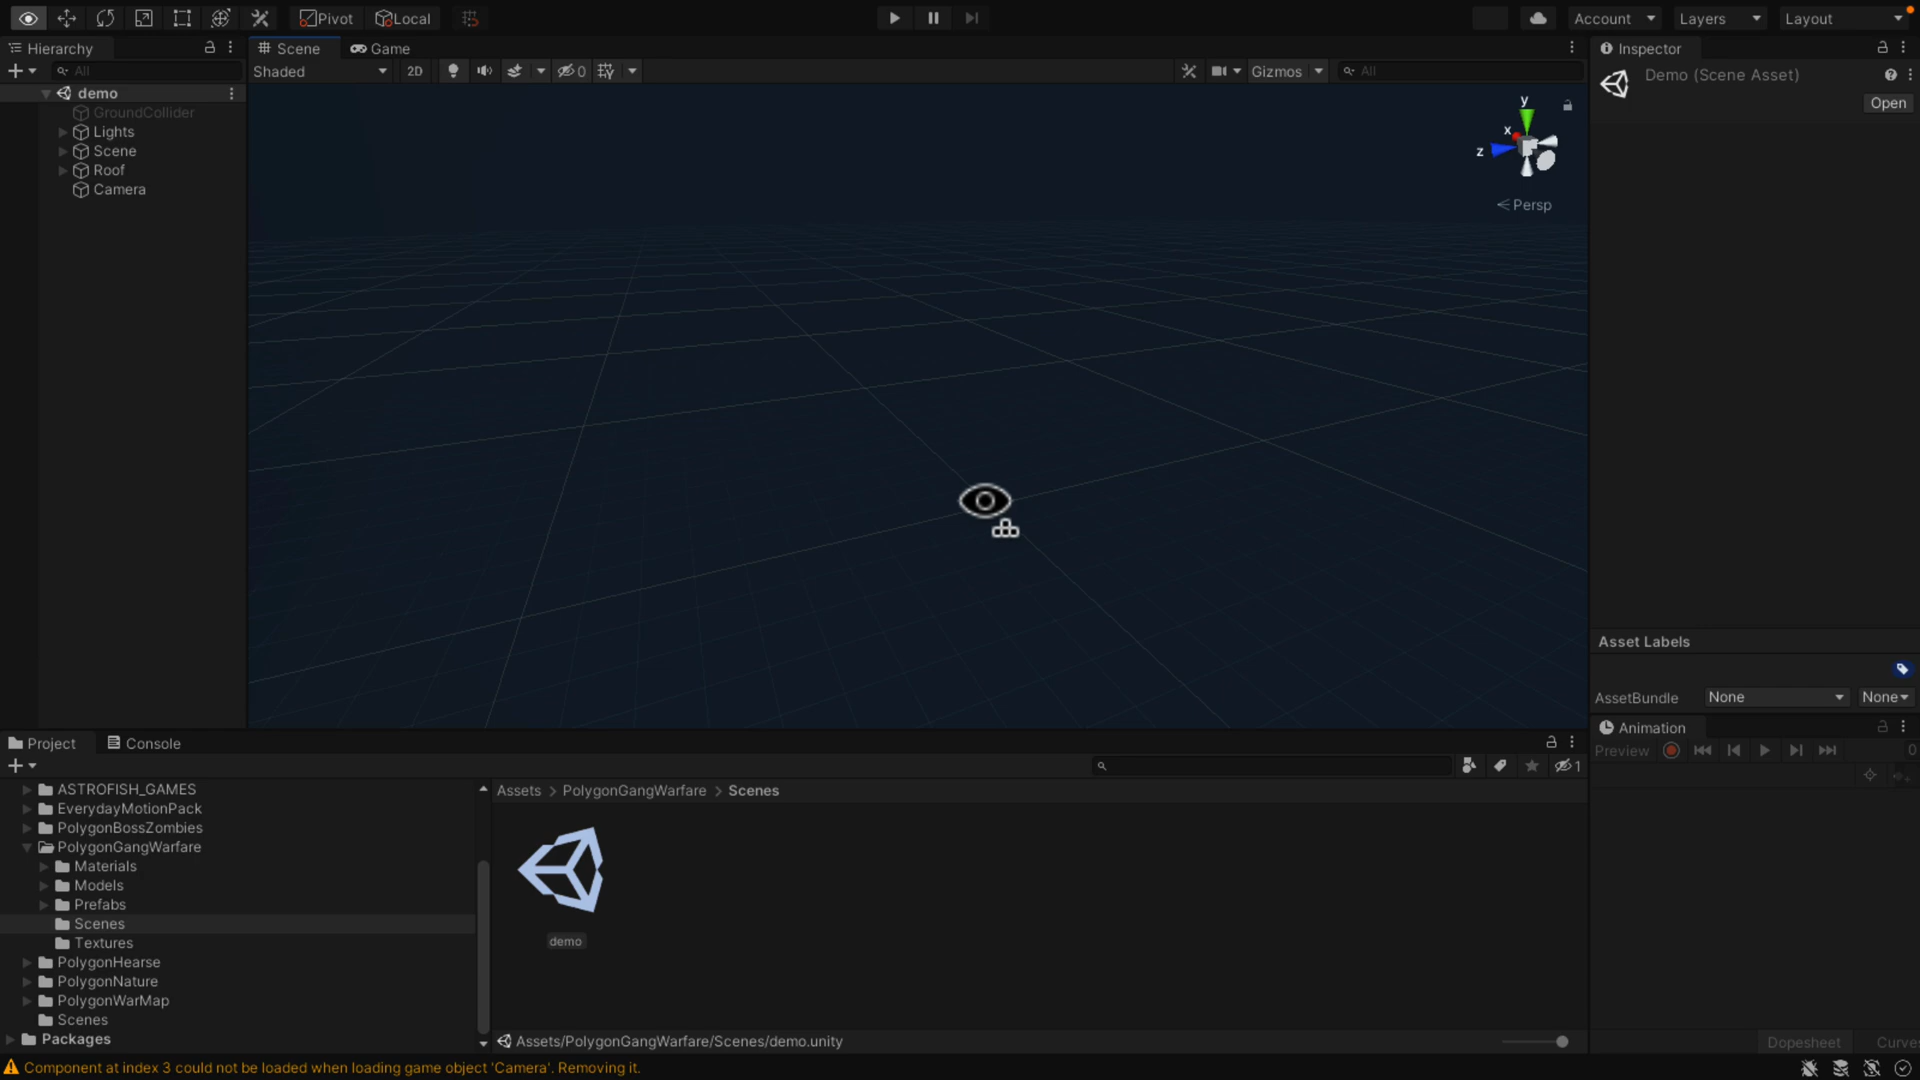 Pivot
Local
Account
Layers
Layout
Hierarchy
All
demo
GroundCollider
Lights
Scene
Roof
Camera
Scene
Game
Shaded
2D
0
Gizmos
All
y
x
z
Persp
Inspector
Demo (Scene Asset)
Open
Asset Labels
AssetBundle
None
None
Animation
Preview
0
Dopesheet
Curves
Project
Console
1
ASTROFISH_GAMES
EverydayMotionPack
PolygonBossZombies
PolygonGangWarfare
Materials
Models
Prefabs
Scenes
Textures
PolygonHearse
PolygonNature
PolygonWarMap
Scenes
Packages
Assets > PolygonGangWarfare > Scenes
demo
Assets/PolygonGangWarfare/Scenes/demo.unity
Component at index 3 could not be loaded when loading game object 'Camera'. Removing it.